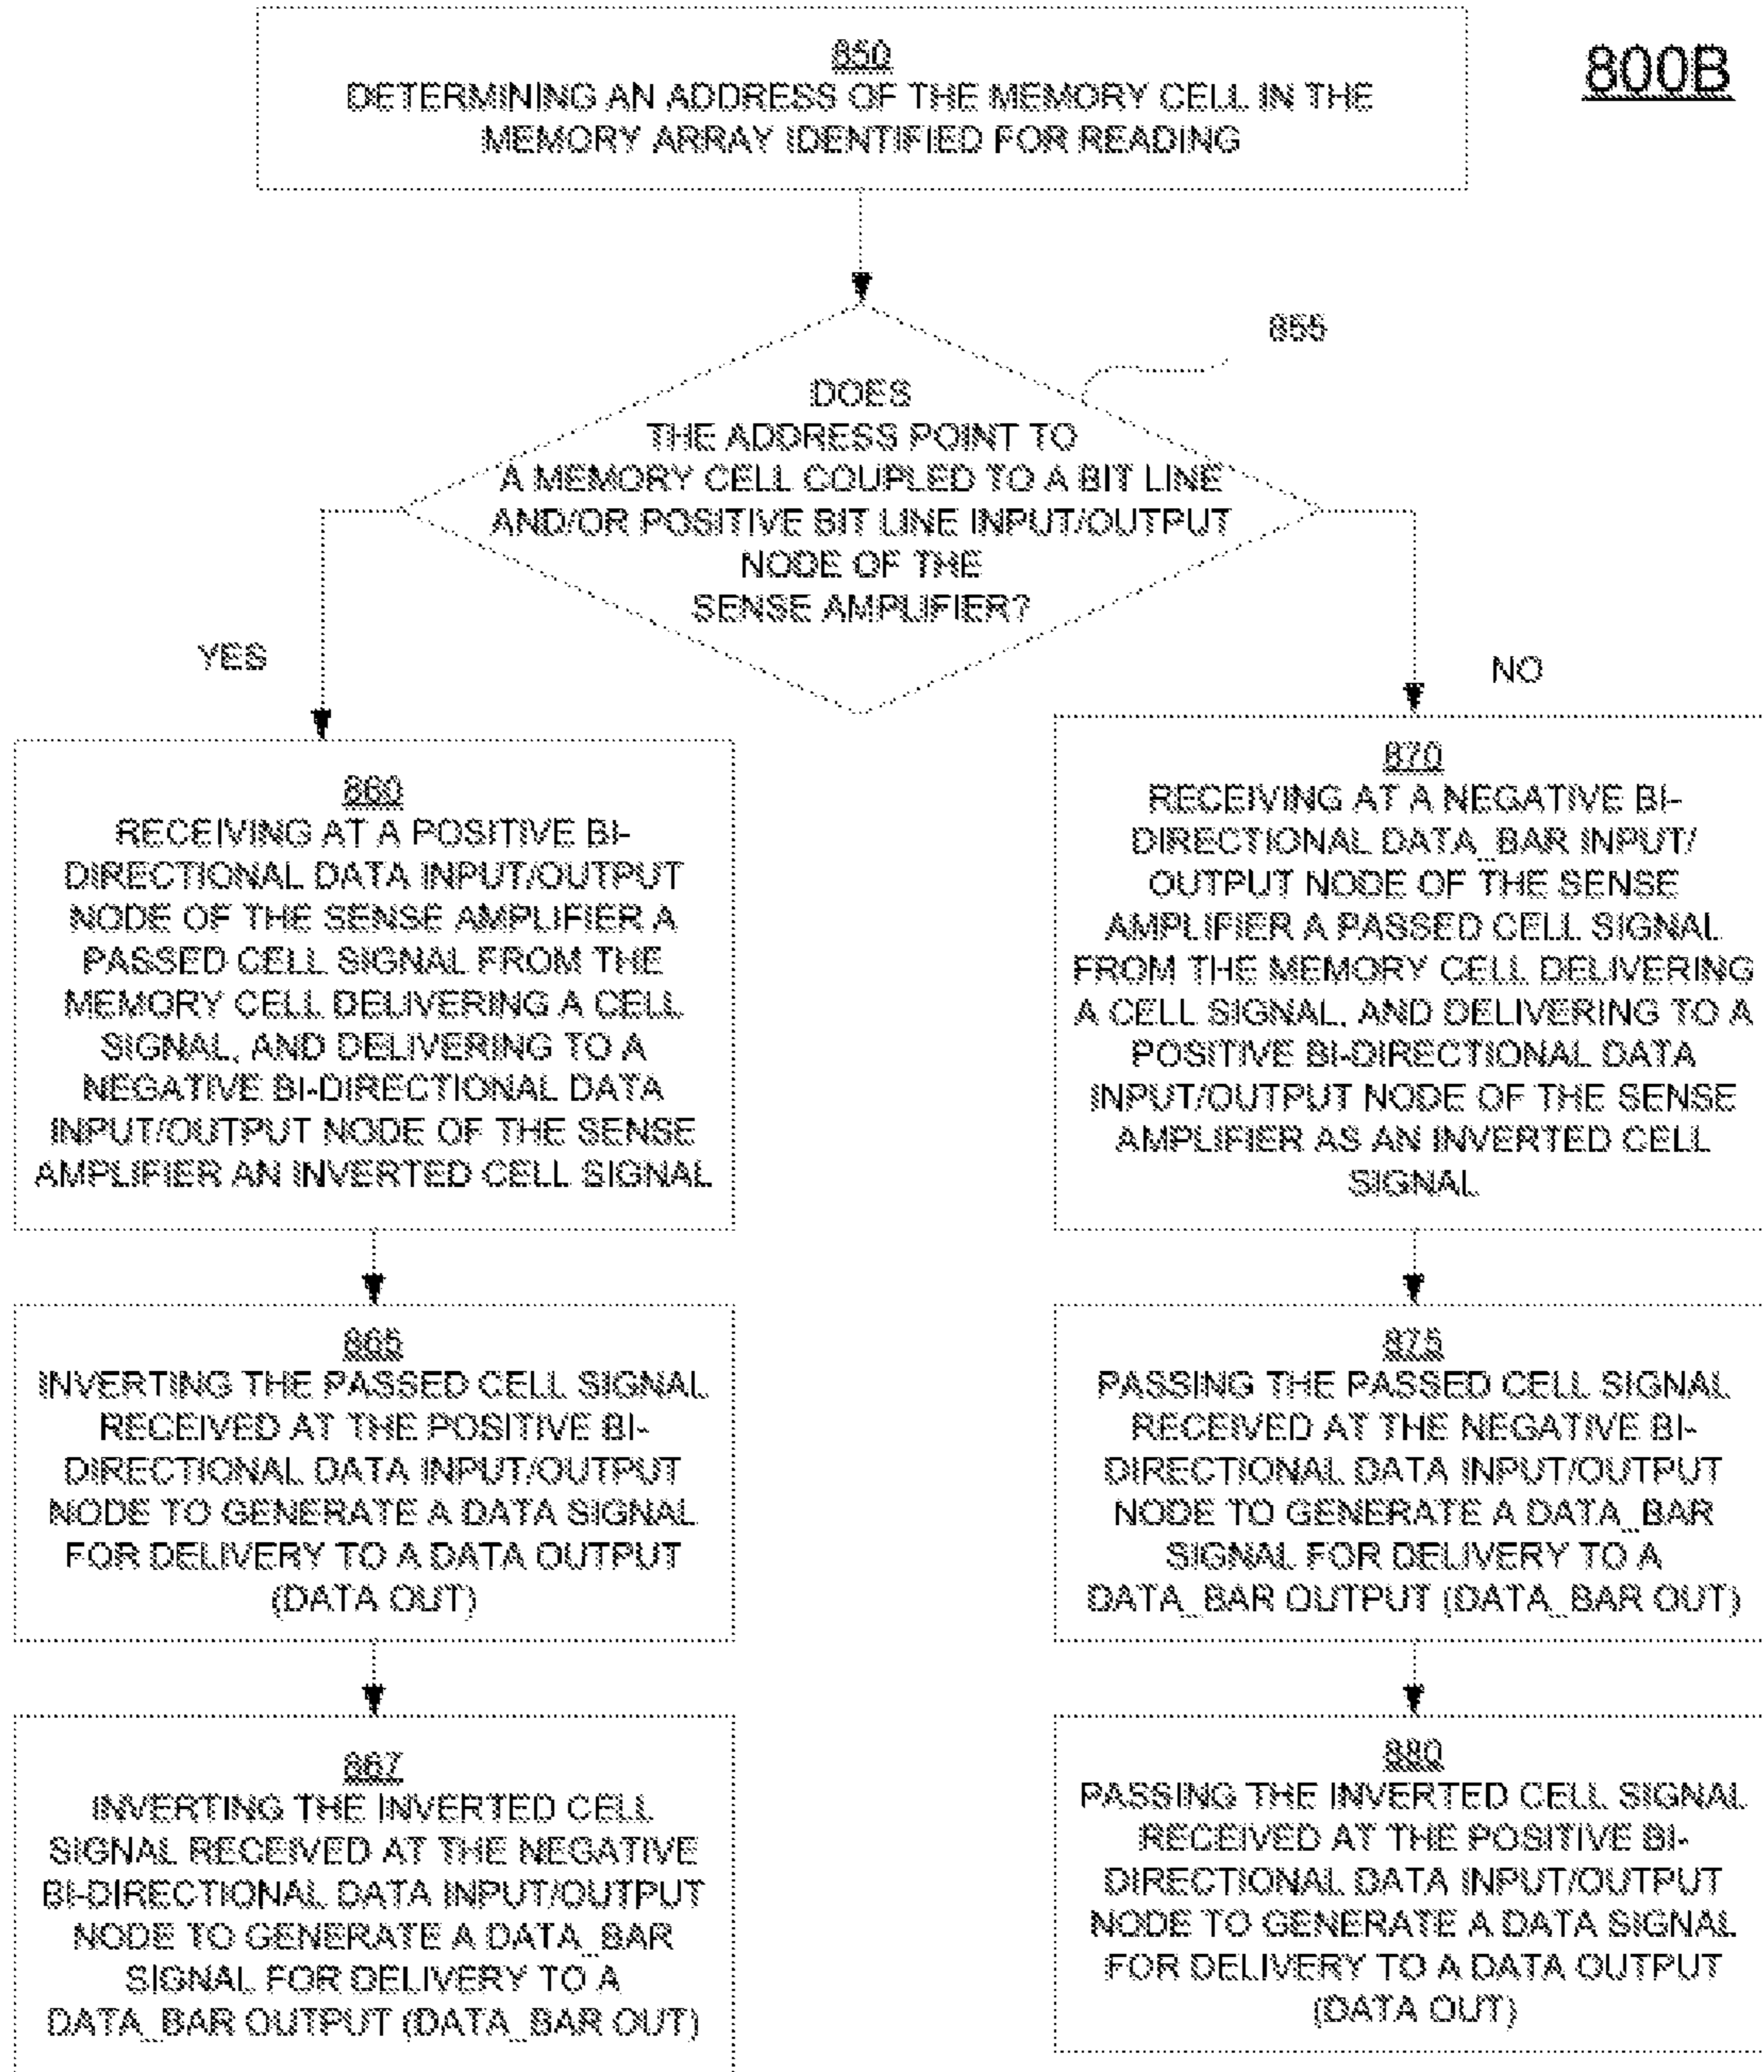 800B
850
DETERMINING AN ADDRESS OF THE MEMORY CELL IN THE
MEMORY ARRAY IDENTIFIED FOR READING
855
DOES
THE ADDRESS POINT TO
A MEMORY CELL COUPLED TO A BIT LINE
AND/OR POSITIVE BIT LINE INPUT/OUTPUT
NODE OF THE
SENSE AMPLIFIER?
YES
NO
860
RECEIVING AT A POSITIVE BI-
DIRECTIONAL DATA INPUT/OUTPUT
NODE OF THE SENSE AMPLIFIER A
PASSED CELL SIGNAL FROM THE
MEMORY CELL DELIVERING A CELL
SIGNAL, AND DELIVERING TO A
NEGATIVE BI-DIRECTIONAL DATA
INPUT/OUTPUT NODE OF THE SENSE
AMPLIFIER AN INVERTED CELL SIGNAL
870
RECEIVING AT A NEGATIVE BI-
DIRECTIONAL DATA_BAR INPUT/
OUTPUT NODE OF THE SENSE
AMPLIFIER A PASSED CELL SIGNAL
FROM THE MEMORY CELL DELIVERING
A CELL SIGNAL, AND DELIVERING TO A
POSITIVE BI-DIRECTIONAL DATA
INPUT/OUTPUT NODE OF THE SENSE
AMPLIFIER AS AN INVERTED CELL
SIGNAL
865
INVERTING THE PASSED CELL SIGNAL
RECEIVED AT THE POSITIVE BI-
DIRECTIONAL DATA INPUT/OUTPUT
NODE TO GENERATE A DATA SIGNAL
FOR DELIVERY TO A DATA OUTPUT
(DATA OUT)
875
PASSING THE PASSED CELL SIGNAL
RECEIVED AT THE NEGATIVE BI-
DIRECTIONAL DATA INPUT/OUTPUT
NODE TO GENERATE A DATA_BAR
SIGNAL FOR DELIVERY TO A
DATA_BAR OUTPUT (DATA_BAR OUT)
867
INVERTING THE INVERTED CELL
SIGNAL RECEIVED AT THE NEGATIVE
BI-DIRECTIONAL DATA INPUT/OUTPUT
NODE TO GENERATE A DATA_BAR
SIGNAL FOR DELIVERY TO A
DATA_BAR OUTPUT (DATA_BAR OUT)
880
PASSING THE INVERTED CELL SIGNAL
RECEIVED AT THE POSITIVE BI-
DIRECTIONAL DATA INPUT/OUTPUT
NODE TO GENERATE A DATA SIGNAL
FOR DELIVERY TO A DATA OUTPUT
(DATA OUT)